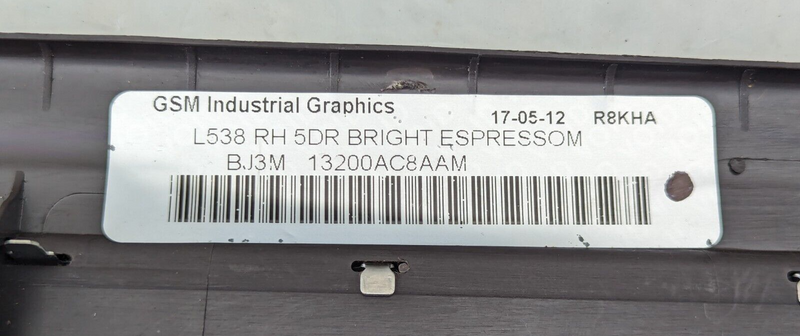 GSM Industrial Graphics 17-05-12 R8KHA
L538 RH 5DR BRIGHT ESPRESSOM
BJ3M 13200AC8AAM